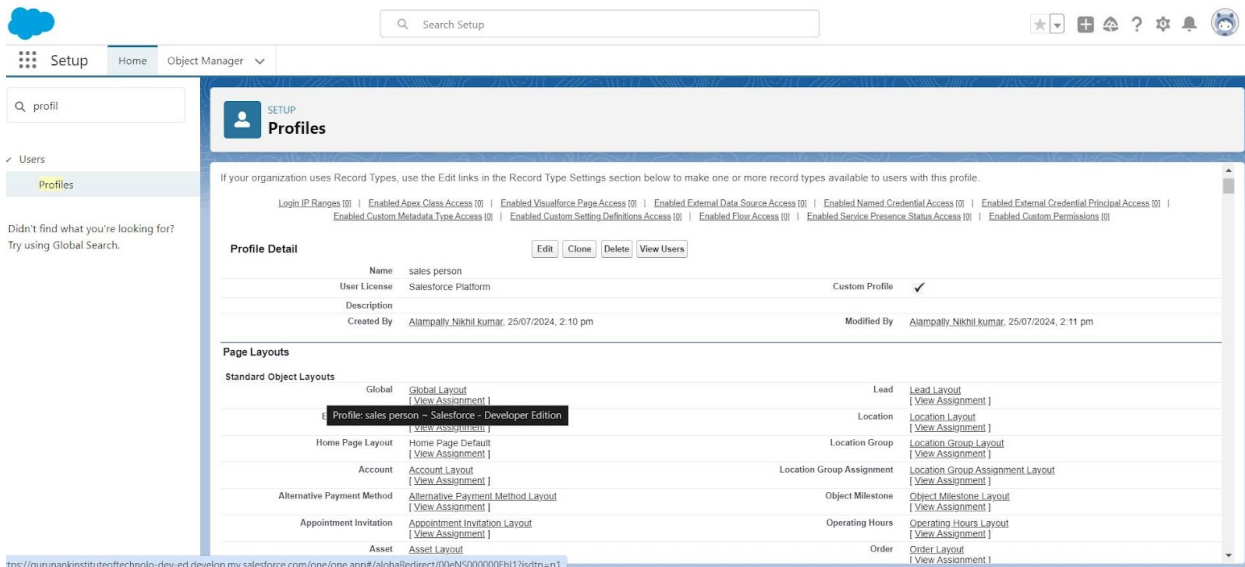 Search Setup
Setup Home Object Manager
profil
Users
Profiles
Didn't find what you're looking for?
Try using Global Search.
SETUP
Profiles
If your organization uses Record Types, use the Edit links in the Record Type Settings section below to make one or more record types available to users with this profile.
Login IP Ranges [0] | Enabled Apex Class Access [0] | Enabled Visualforce Page Access [0] | Enabled External Data Source Access [0] | Enabled Named Credential Access [0] | Enabled External Credential Principal Access [0] |
Enabled Custom Metadata Type Access [0] | Enabled Custom Setting Definitions Access [0] | Enabled Flow Access [0] | Enabled Service Presence Status Access [0] | Enabled Custom Permissions [0]
Profile Detail Edit Clone Delete View Users
Name sales person
User License Salesforce Platform Custom Profile ✓
Description
Created By Alampally Nikhil kumar, 25/07/2024, 2:10 pm Modified By Alampally Nikhil kumar, 25/07/2024, 2:11 pm
Page Layouts
Standard Object Layouts
Global Global Layout Lead Lead Layout
[ View Assignment ] [ View Assignment ]
Profile: sales person ~ Salesforce - Developer Edition Location Location Layout
[ View Assignment ] [ View Assignment ]
Home Page Layout Home Page Default Location Group Location Group Layout
[ View Assignment ] [ View Assignment ]
Account Account Layout Location Group Assignment Location Group Assignment Layout
[ View Assignment ] [ View Assignment ]
Alternative Payment Method Alternative Payment Method Layout Object Milestone Object Milestone Layout
[ View Assignment ] [ View Assignment ]
Appointment Invitation Appointment Invitation Layout Operating Hours Operating Hours Layout
[ View Assignment ] [ View Assignment ]
Asset Asset Layout Order Order Layout
[ View Assignment ]